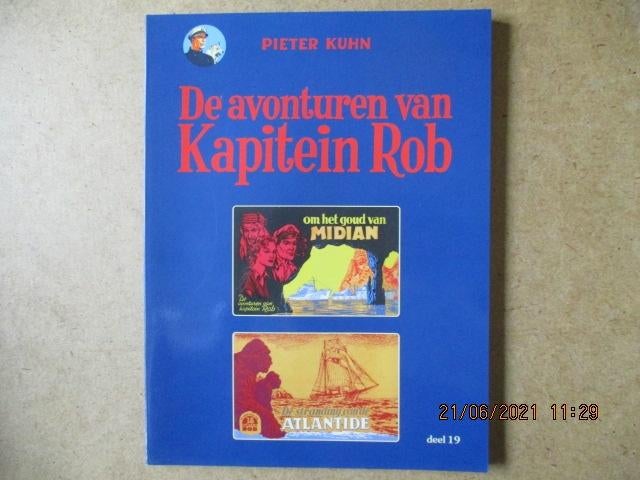 PIETER KUHN
De avonturen van
Kapitein Rob
om het goud van
MIDIAN
De
avonturen van
kapitein Rob
De stranding van de
ATLANTIDE
ROB
deel 19
21/06/2021 11:29